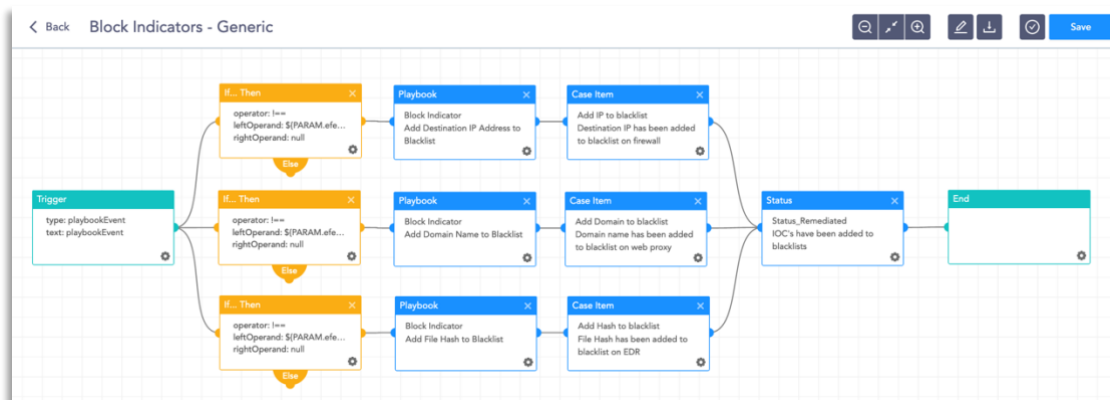 Back
Block Indicators - Generic
Save
If... Then
operator: !==
leftOperand: ${PARAM.efe...
rightOperand: null
Else
Playbook
Block Indicator
Add Destination IP Address to
Blacklist
Case Item
Add IP to blacklist
Destination IP has been added
to blacklist on firewall
Trigger
type: playbookEvent
text: playbookEvent
If... Then
operator: !==
leftOperand: ${PARAM.efe...
rightOperand: null
Else
Playbook
Block Indicator
Add Domain Name to Blacklist
Case Item
Add Domain to blacklist
Domain name has been added
to blacklist on web proxy
Status
Status_Remediated
IOC's have been added to
blacklists
End
If... Then
operator: !==
leftOperand: ${PARAM.efe...
rightOperand: null
Else
Playbook
Block Indicator
Add File Hash to Blacklist
Case Item
Add Hash to blacklist
File Hash has been added to
blacklist on EDR